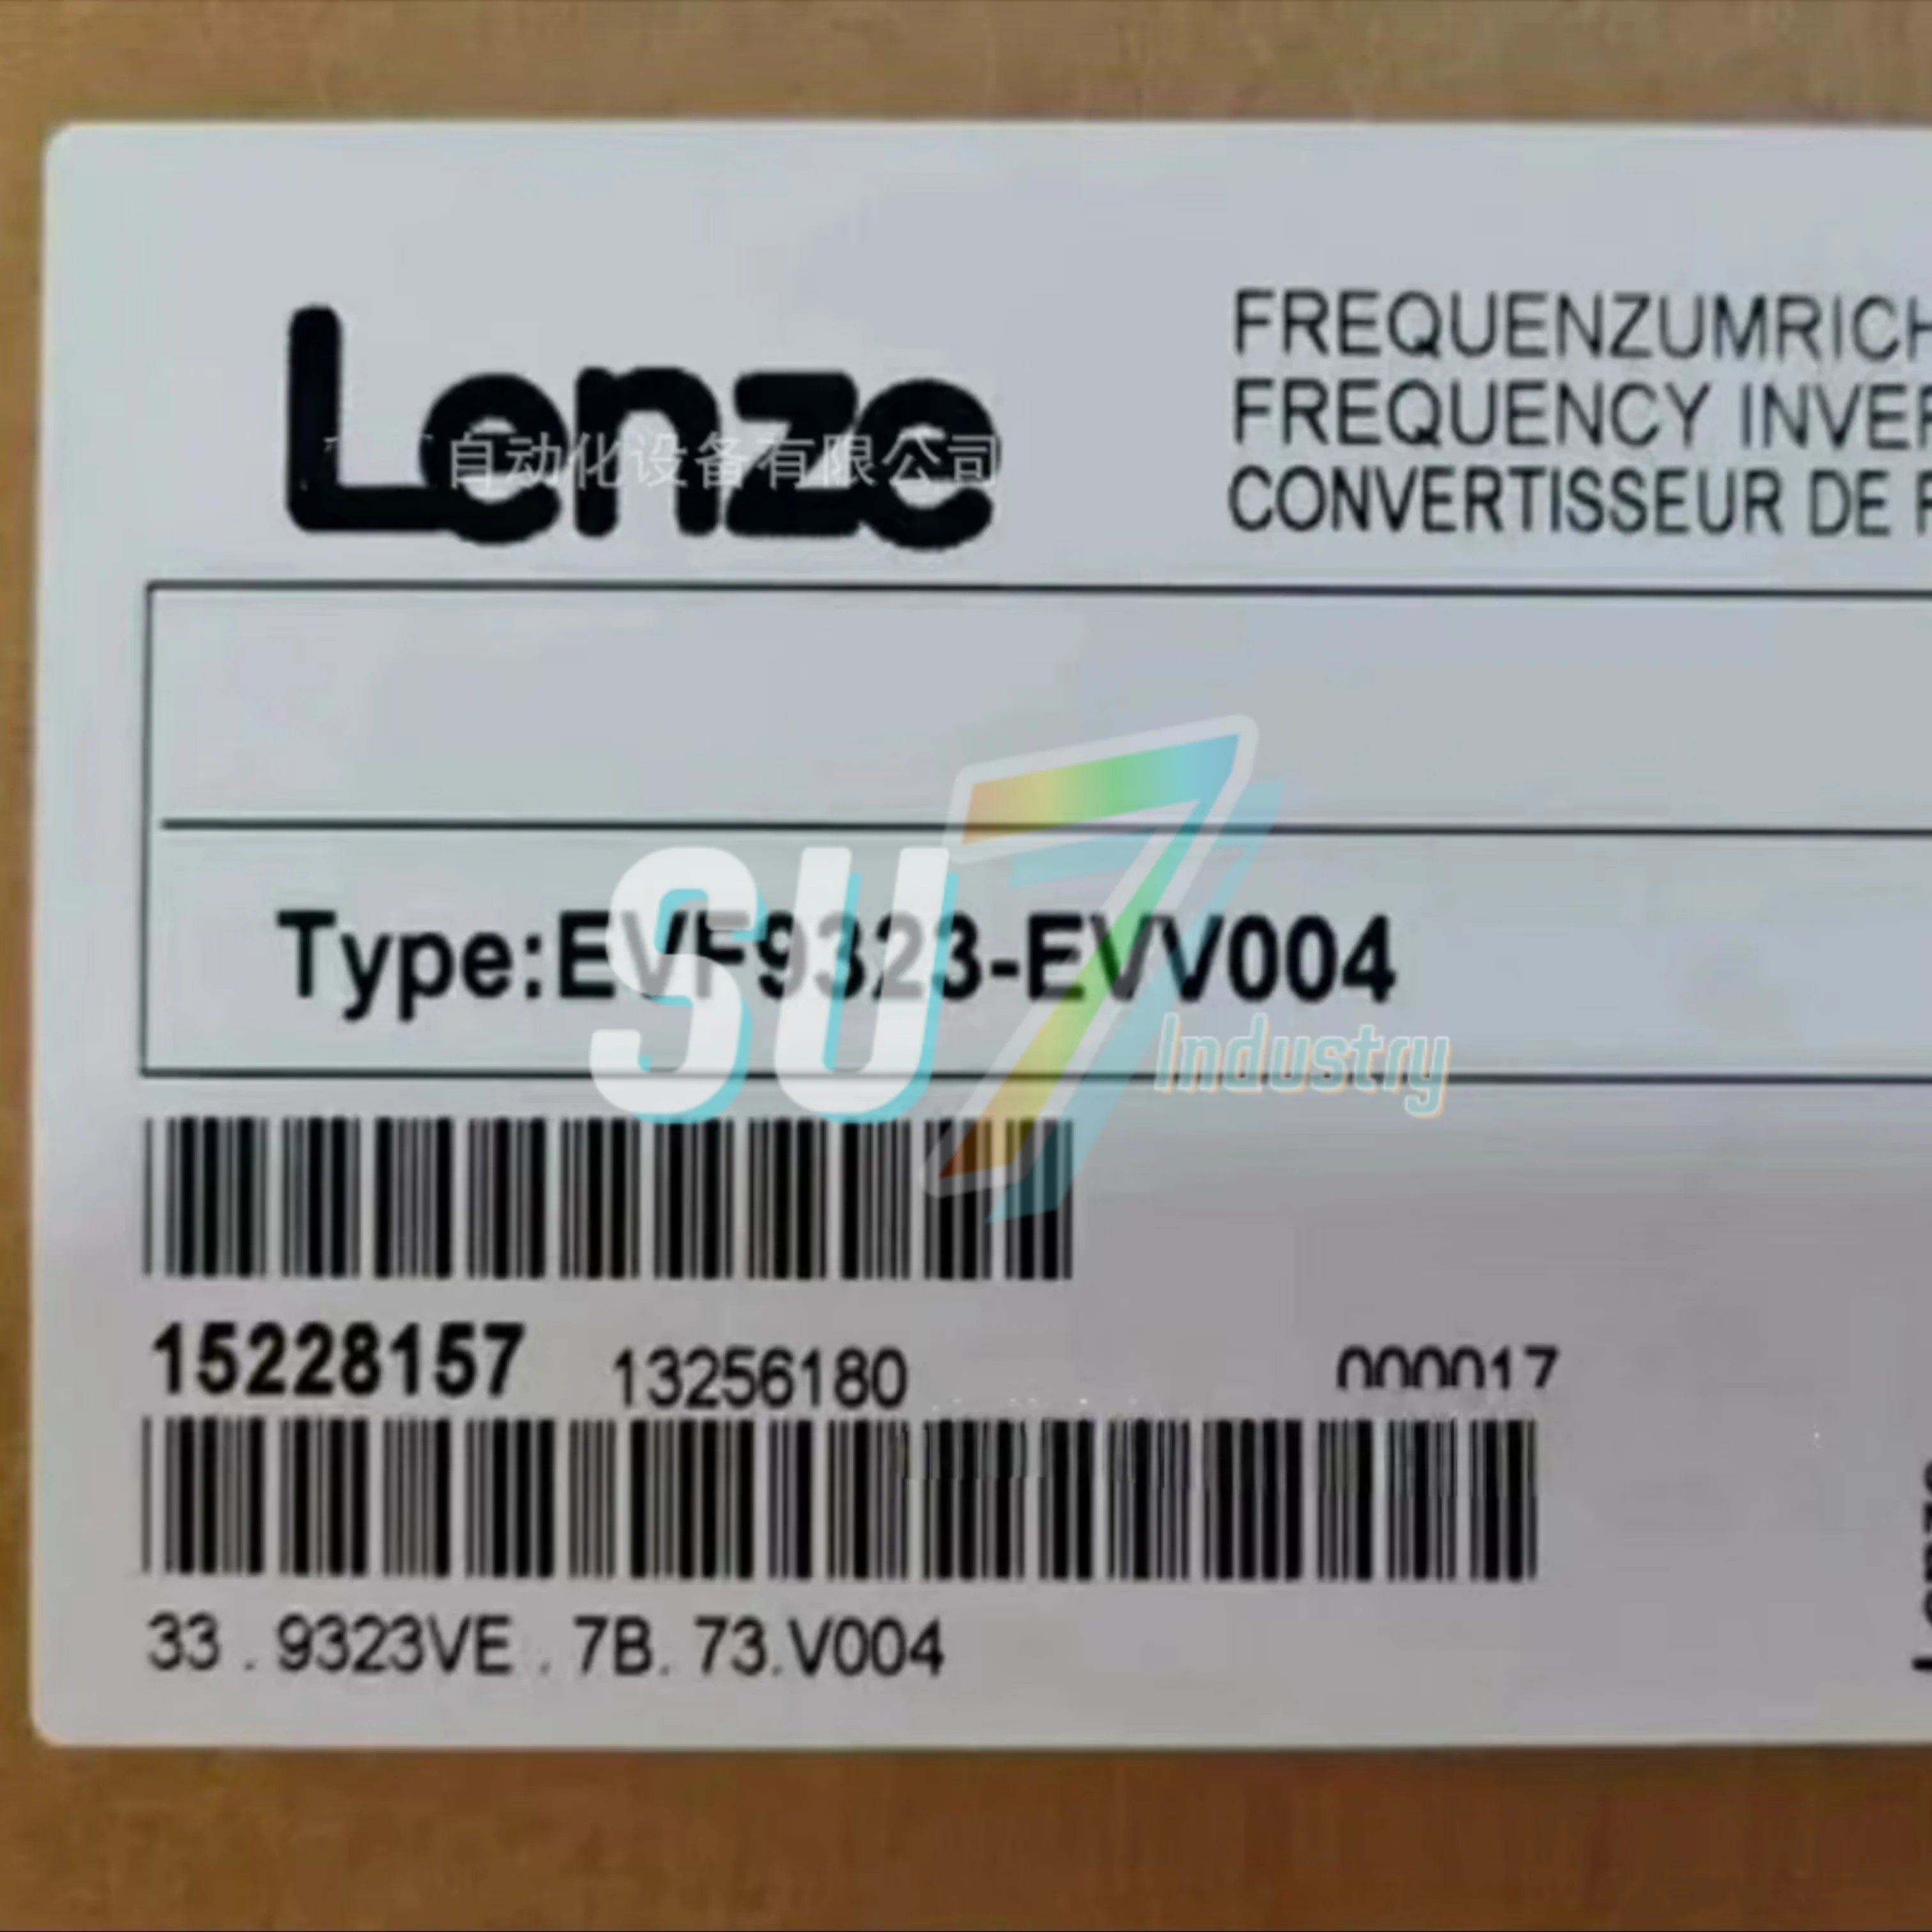 Lenze
自动化设备有限公司
FREQUENZUMRICH
FREQUENCY INVER
CONVERTISSEUR DE F
SU7
Type:EVF9323-EVV004
Industry
15228157 13256180 000017
33 . 9323VE . 7B. 73.V004
Lenze